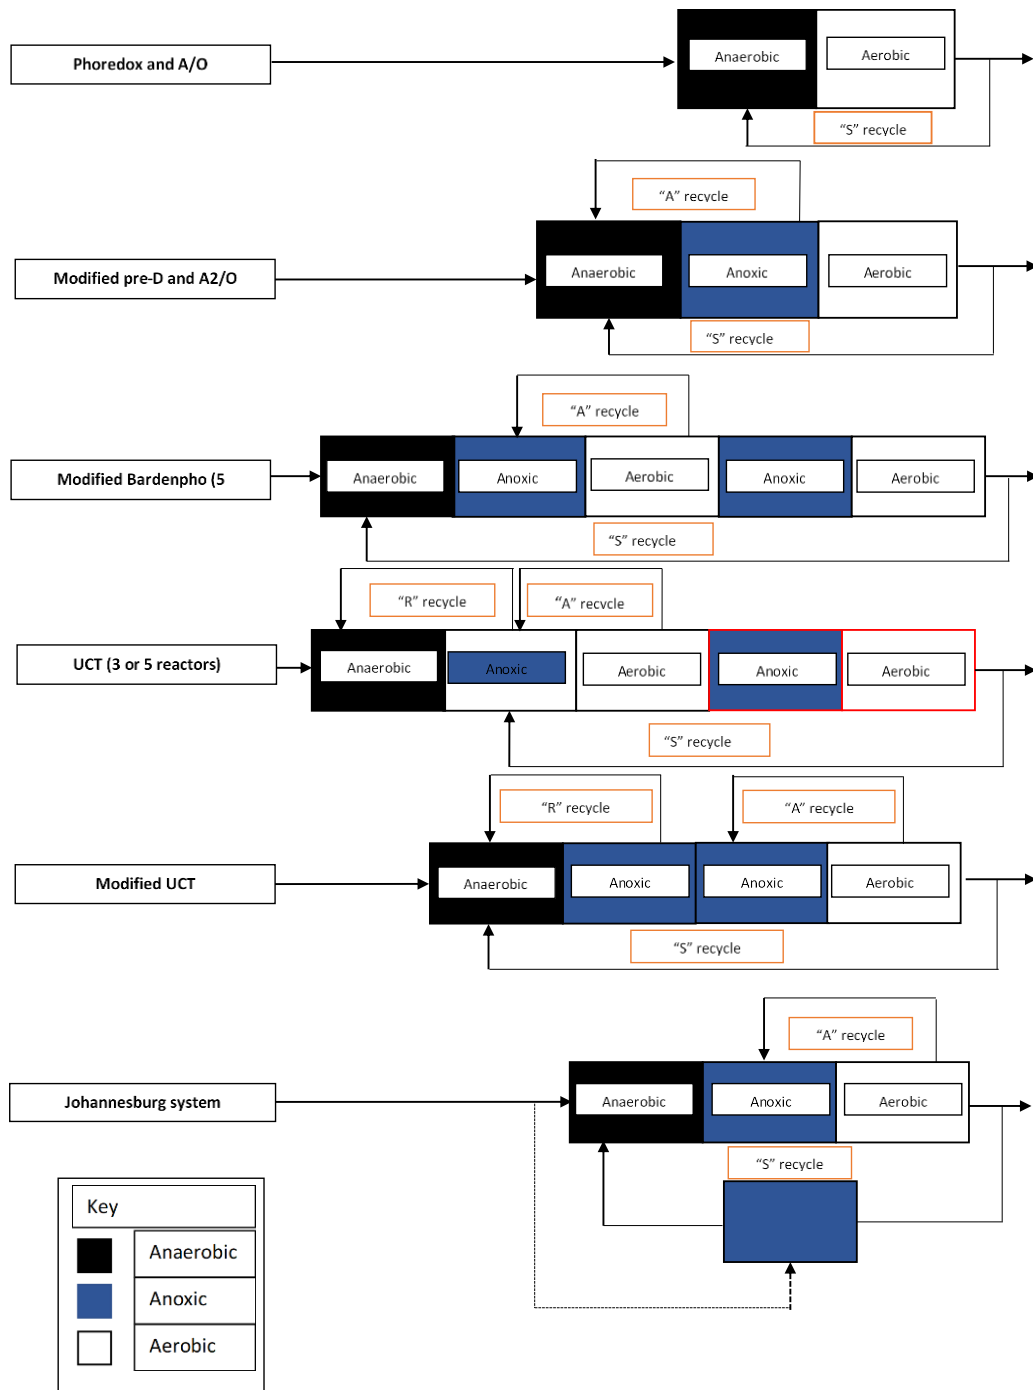 Phoredox and A/O
Anaerobic
Aerobic
“S” recycle
“A” recycle
Modified pre-D and A2/O
Anaerobic
Anoxic
Aerobic
“S” recycle
“A” recycle
Modified Bardenpho (5
Anaerobic
Anoxic
Aerobic
Anoxic
Aerobic
“S” recycle
“R” recycle
“A” recycle
UCT (3 or 5 reactors)
Anaerobic
Anoxic
Aerobic
Anoxic
Aerobic
“S” recycle
“R” recycle
“A” recycle
Modified UCT
Anaerobic
Anoxic
Anoxic
Aerobic
“S” recycle
“A” recycle
Johannesburg system
Anaerobic
Anoxic
Aerobic
“S” recycle
Key
Anaerobic
Anoxic
Aerobic